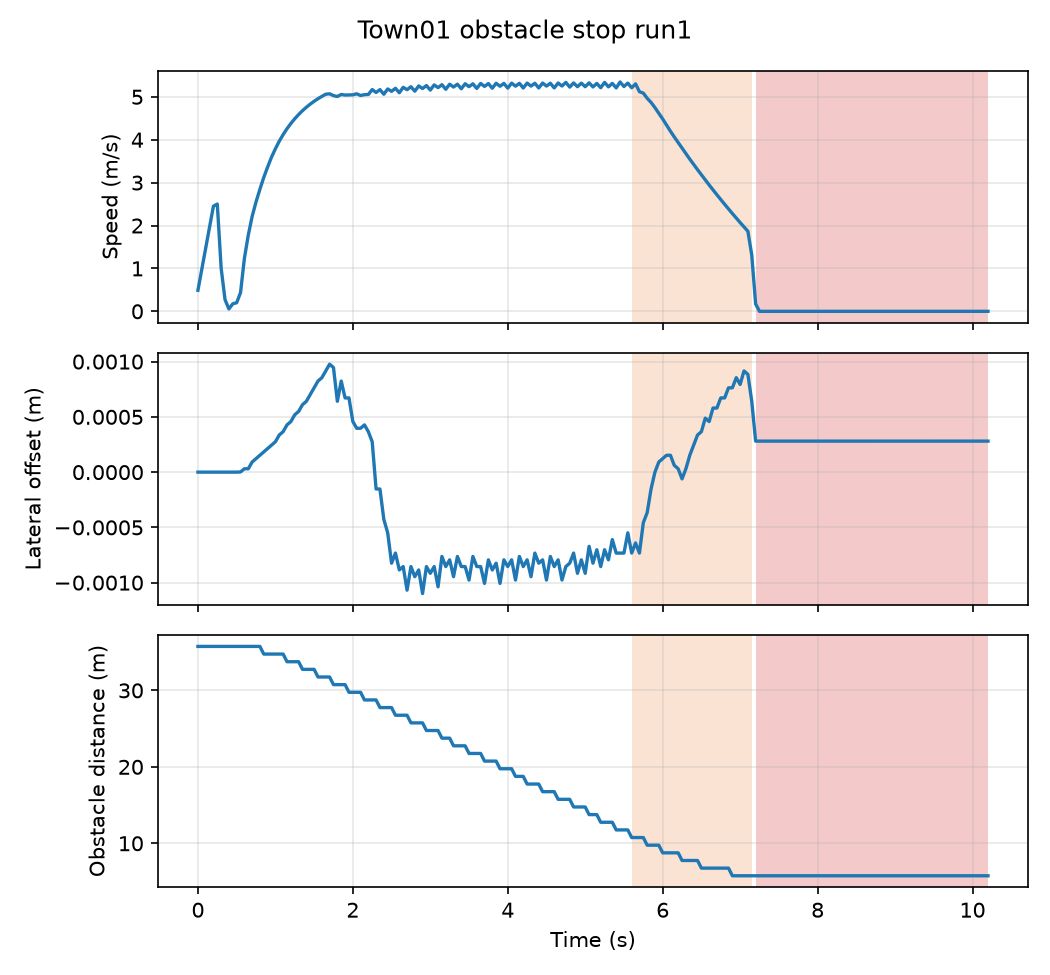 Town01 obstacle stop run1
Speed (m/s)
5
4
3
2
1
0
Lateral offset (m)
0.0010
0.0005
0.0000
−0.0005
−0.0010
Obstacle distance (m)
30
20
10
0 2 4 6 8 10
Time (s)